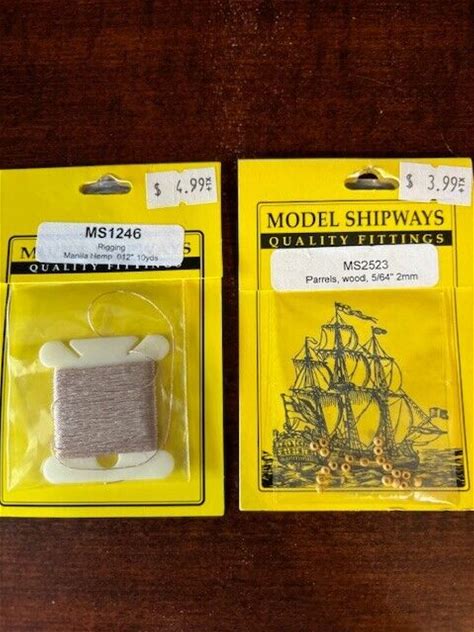 $ 4.99
MS1246
Rigging
Manila Hemp .012" 10yds
QUALITY FITTINGS
$ 3.99
MODEL SHIPWAYS
QUALITY FITTINGS
MS2523
Parrels, wood, 5/64" 2mm